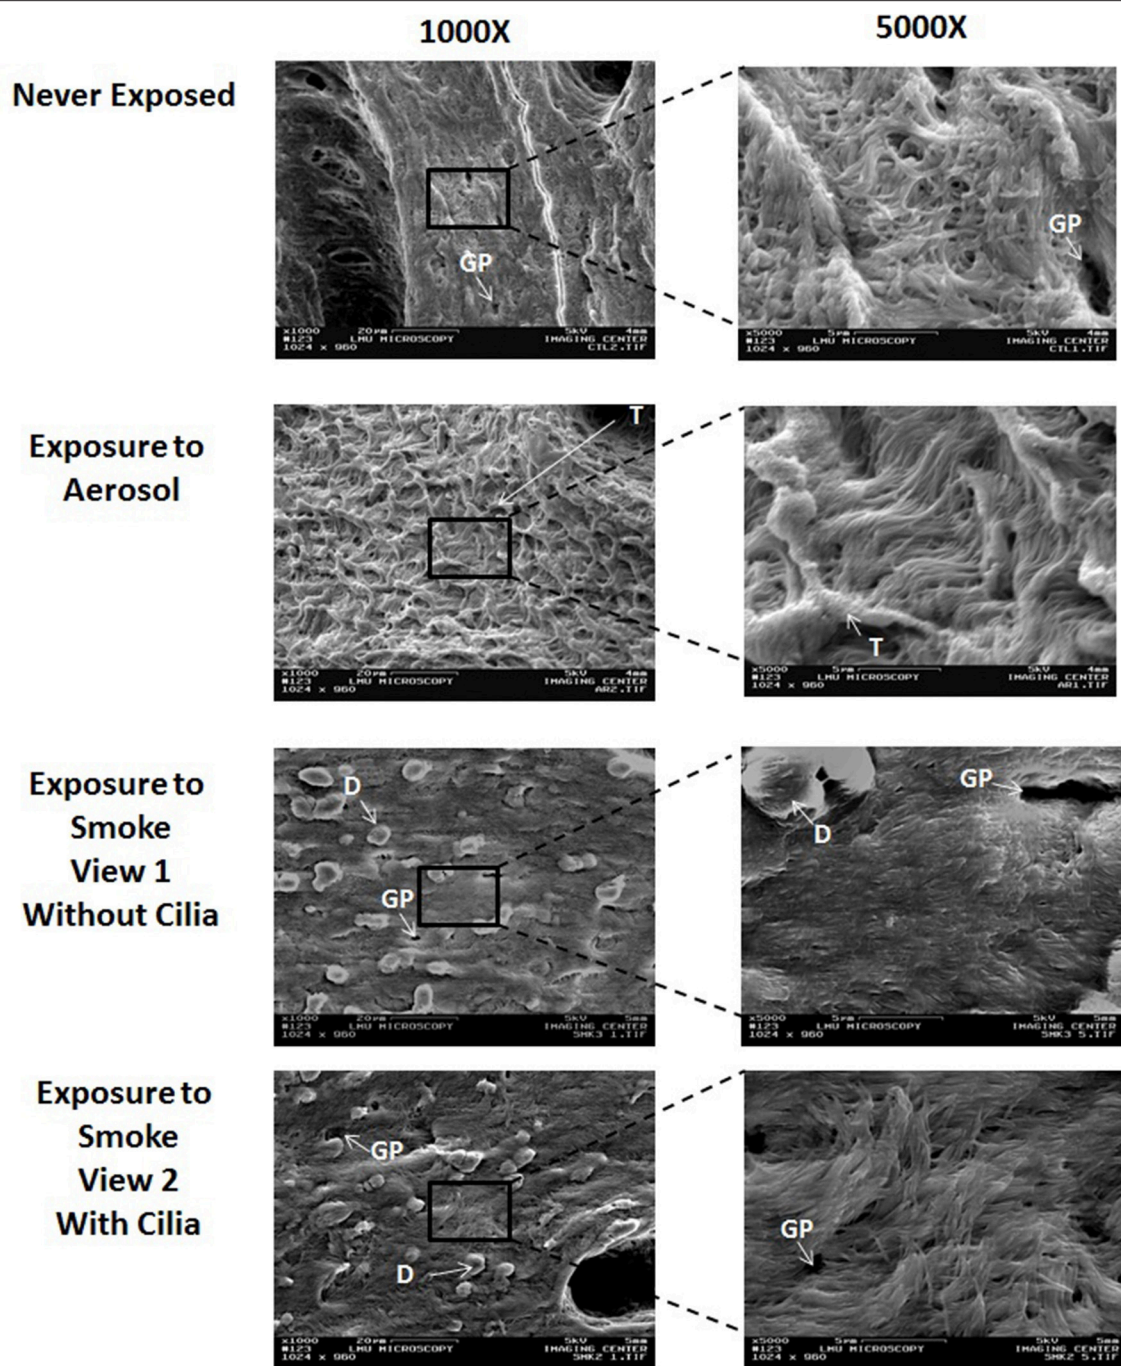 1000X 5000X
Never Exposed
GP
GP
x1000 20µm 5kV 4mm
#123 LMU MICROSCOPY IMAGING CENTER
1024 x 960 CTL2.TIF
x5000 5µm 5kV 4mm
#123 LMU MICROSCOPY IMAGING CENTER
1024 x 960 CTL1.TIF
Exposure to
Aerosol
T
T
x1000 20µm 5kV 4mm
#123 LMU MICROSCOPY IMAGING CENTER
1024 x 960 AR2.TIF
x5000 5µm 5kV 4mm
#123 LMU MICROSCOPY IMAGING CENTER
1024 x 960 AR1.TIF
Exposure to
Smoke
View 1
Without Cilia
D
GP
GP
D
x1000 20µm 5kV 5mm
#123 LMU MICROSCOPY IMAGING CENTER
1024 x 960 SMK3 1.TIF
x5000 5µm 5kV 5mm
#123 LMU MICROSCOPY IMAGING CENTER
1024 x 960 SMK3 5.TIF
Exposure to
Smoke
View 2
With Cilia
GP
D
GP
x1000 20µm 5kV 5mm
#123 LMU MICROSCOPY IMAGING CENTER
1024 x 960 SMK2 1.TIF
x5000 5µm 5kV 5mm
#123 LMU MICROSCOPY IMAGING CENTER
1024 x 960 SMK2 5.TIF